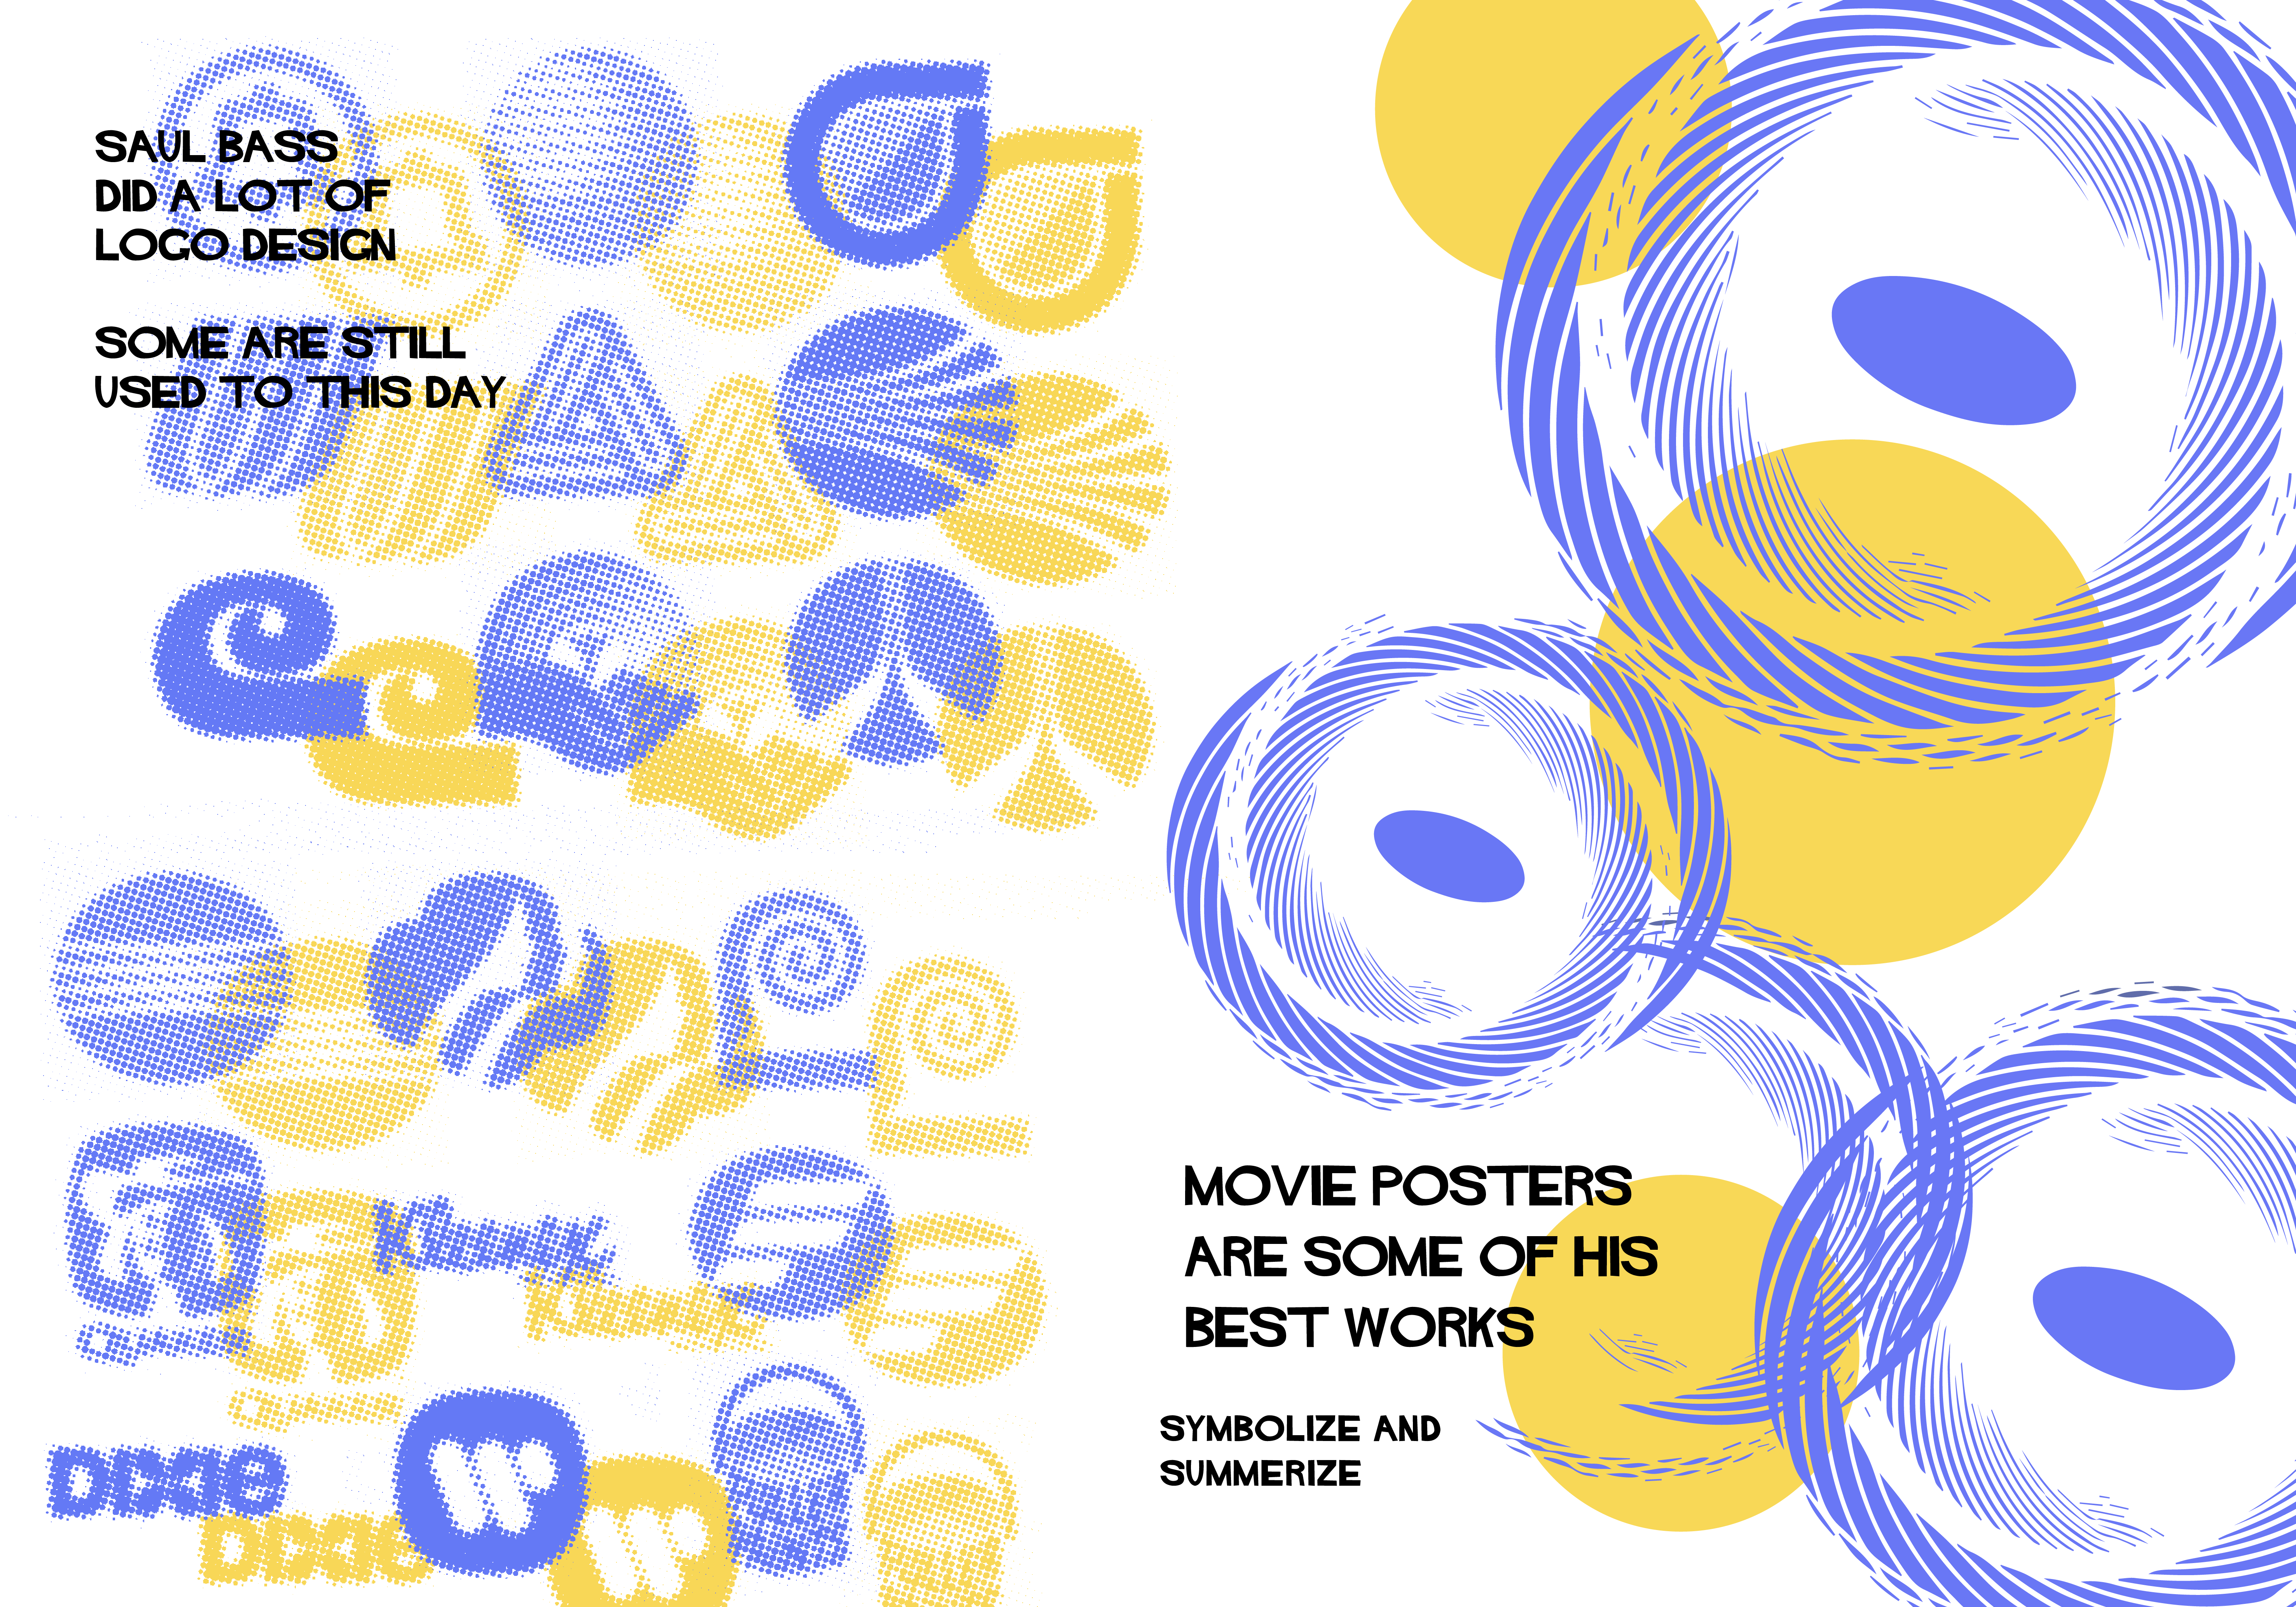 SAUL BASS
DID A LOT OF
LOGO DESIGN
SOME ARE STILL
USED TO THIS DAY
MOVIE POSTERS
ARE SOME OF HIS
BEST WORKS
SYMBOLIZE AND
SUMMERIZE